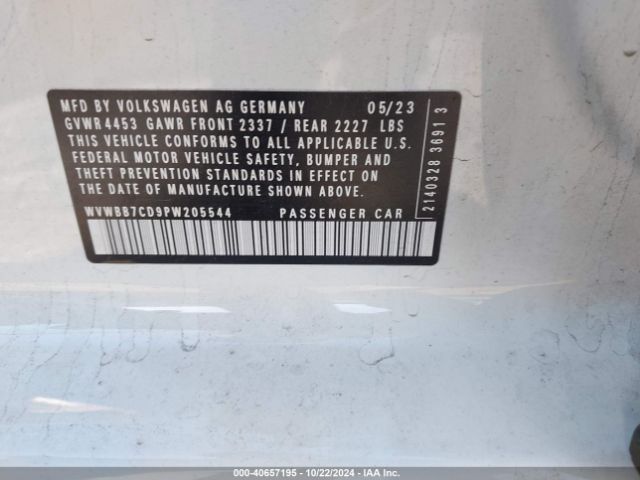 MFD BY VOLKSWAGEN AG GERMANY 05/23
GVWR 4453 GAWR FRONT 2337 / REAR 2227 LBS
THIS VEHICLE CONFORMS TO ALL APPLICABLE U.S.
FEDERAL MOTOR VEHICLE SAFETY, BUMPER AND
THEFT PREVENTION STANDARDS IN EFFECT ON THE
DATE OF MANUFACTURE SHOWN ABOVE.
WVWBB7CD9PW205544 PASSENGER CAR
2140328 3691 3
000-40657195 - 10/22/2024 - IAA Inc.